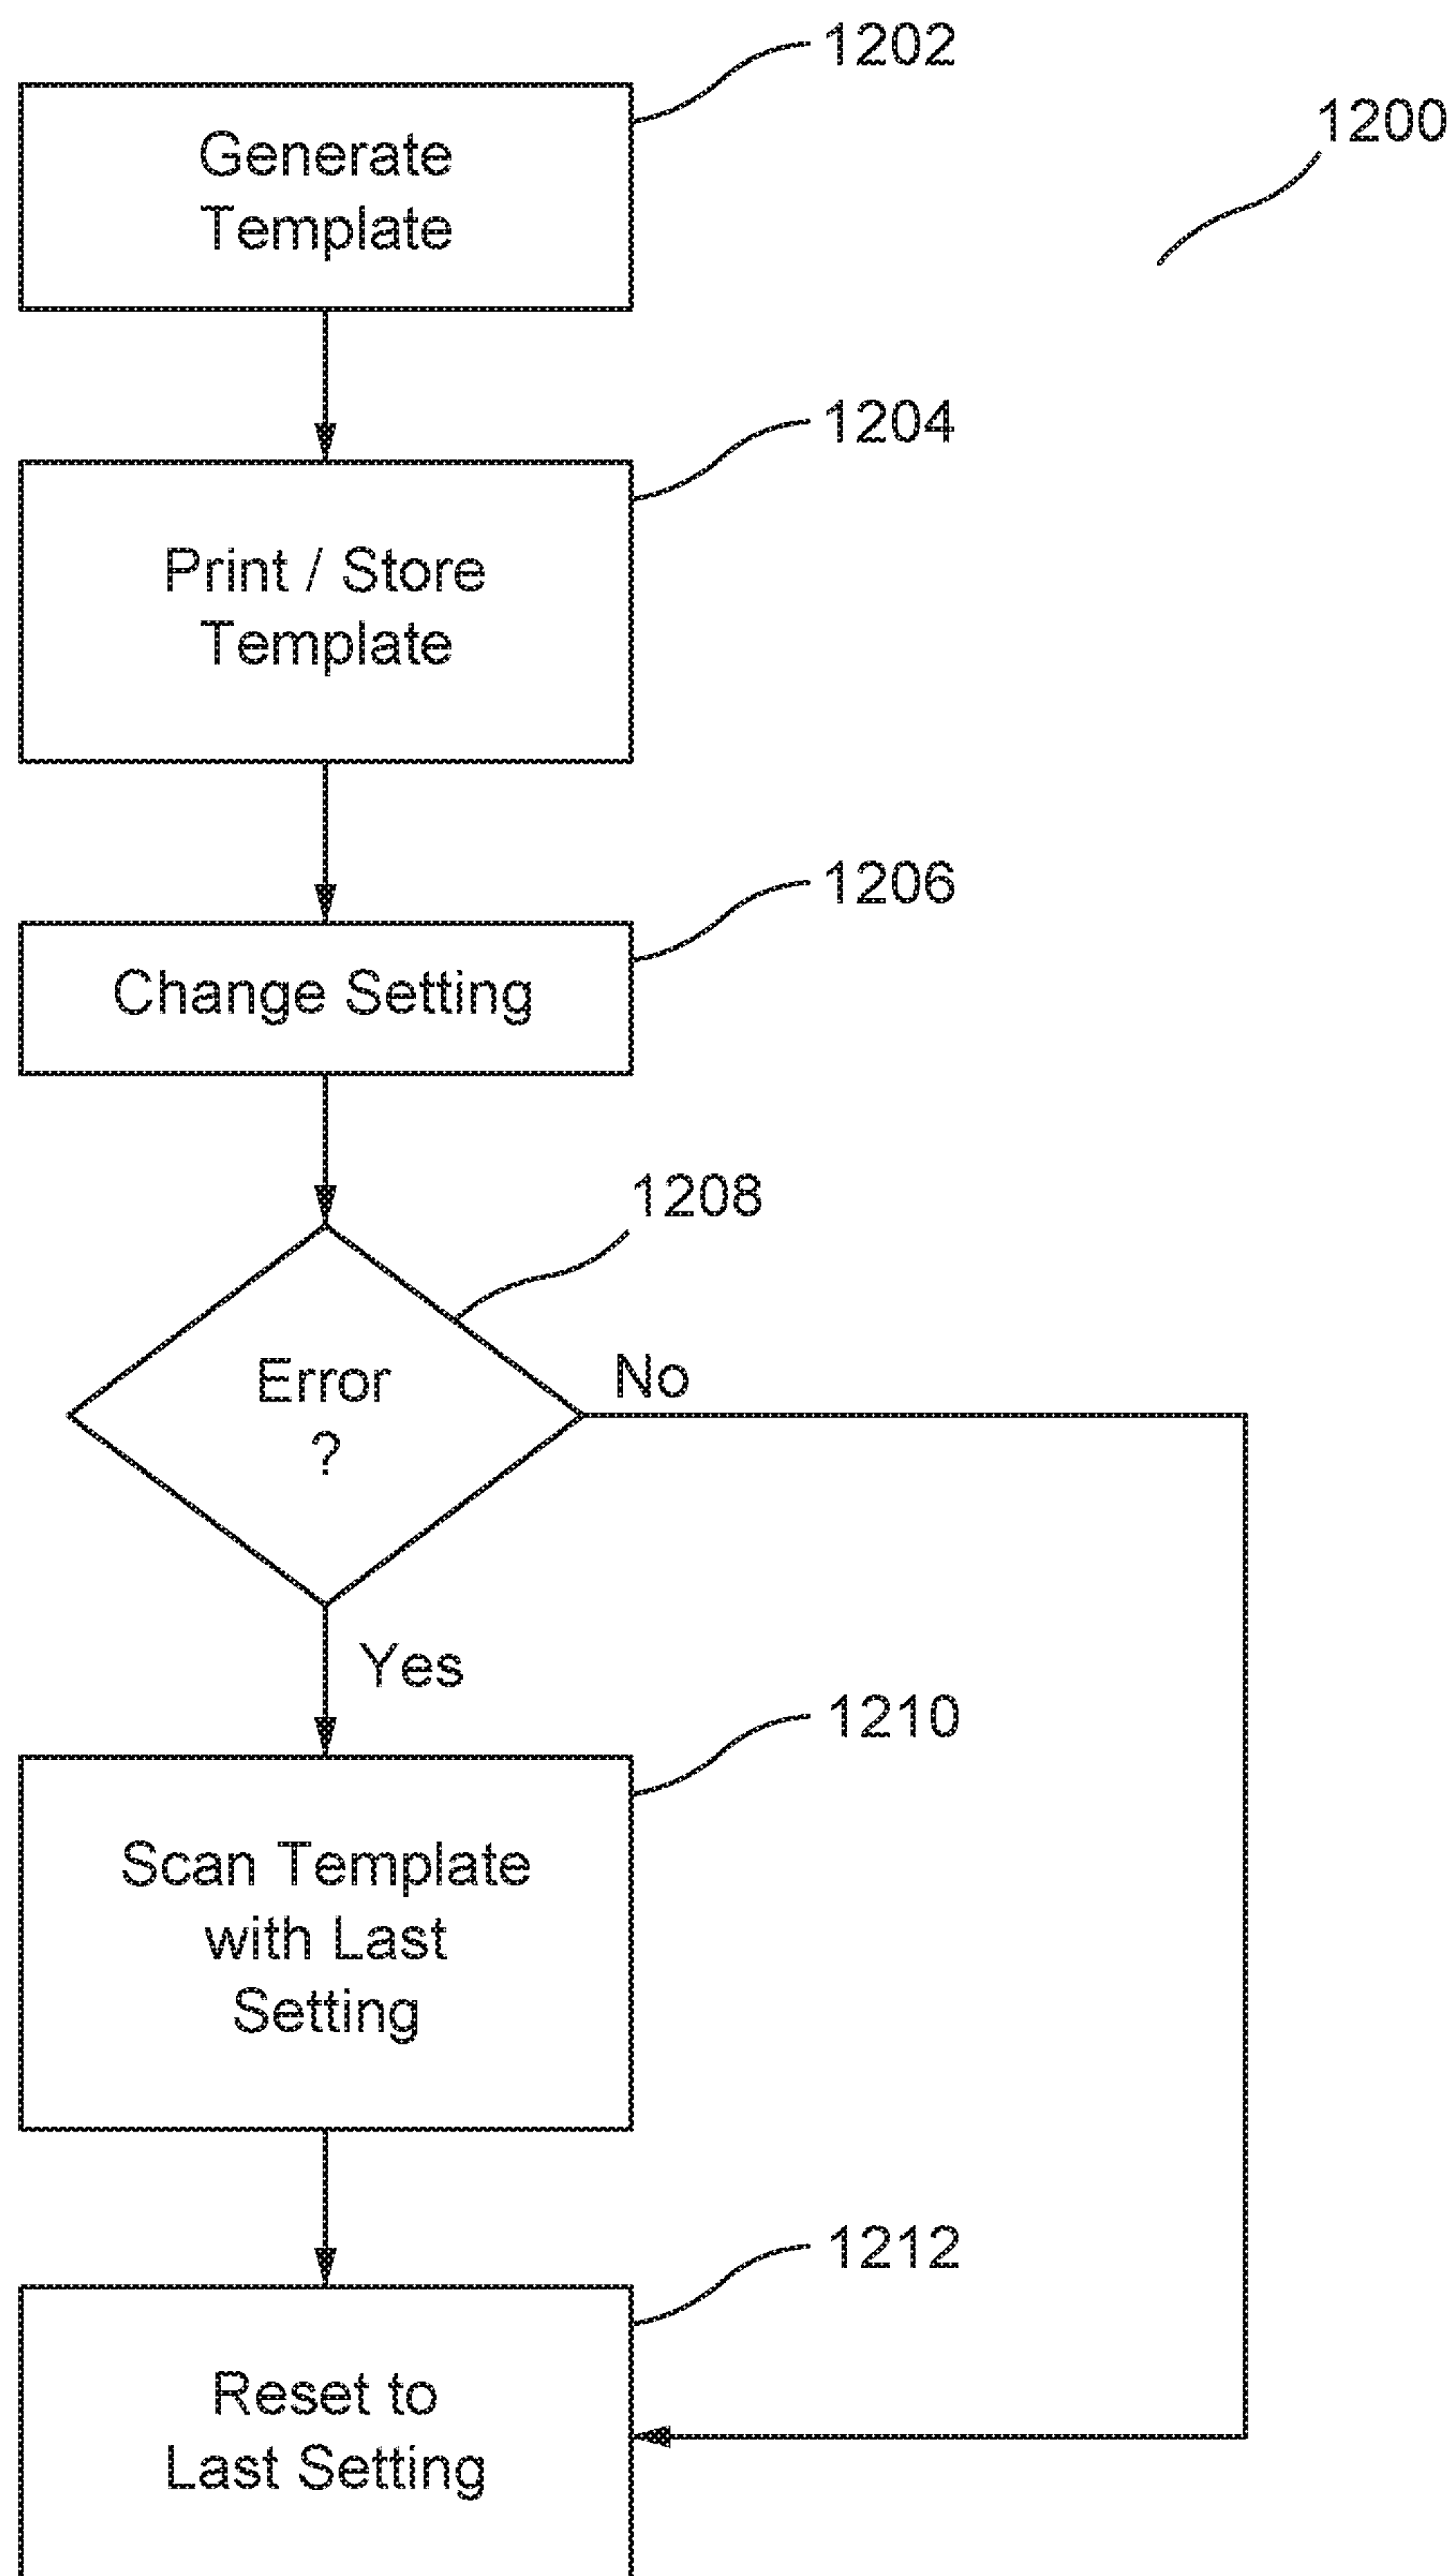 1202
1200
Generate
Template
1204
Print / Store
Template
1206
Change Setting
1208
Error
?
No
Yes
1210
Scan Template
with Last
Setting
1212
Reset to
Last Setting